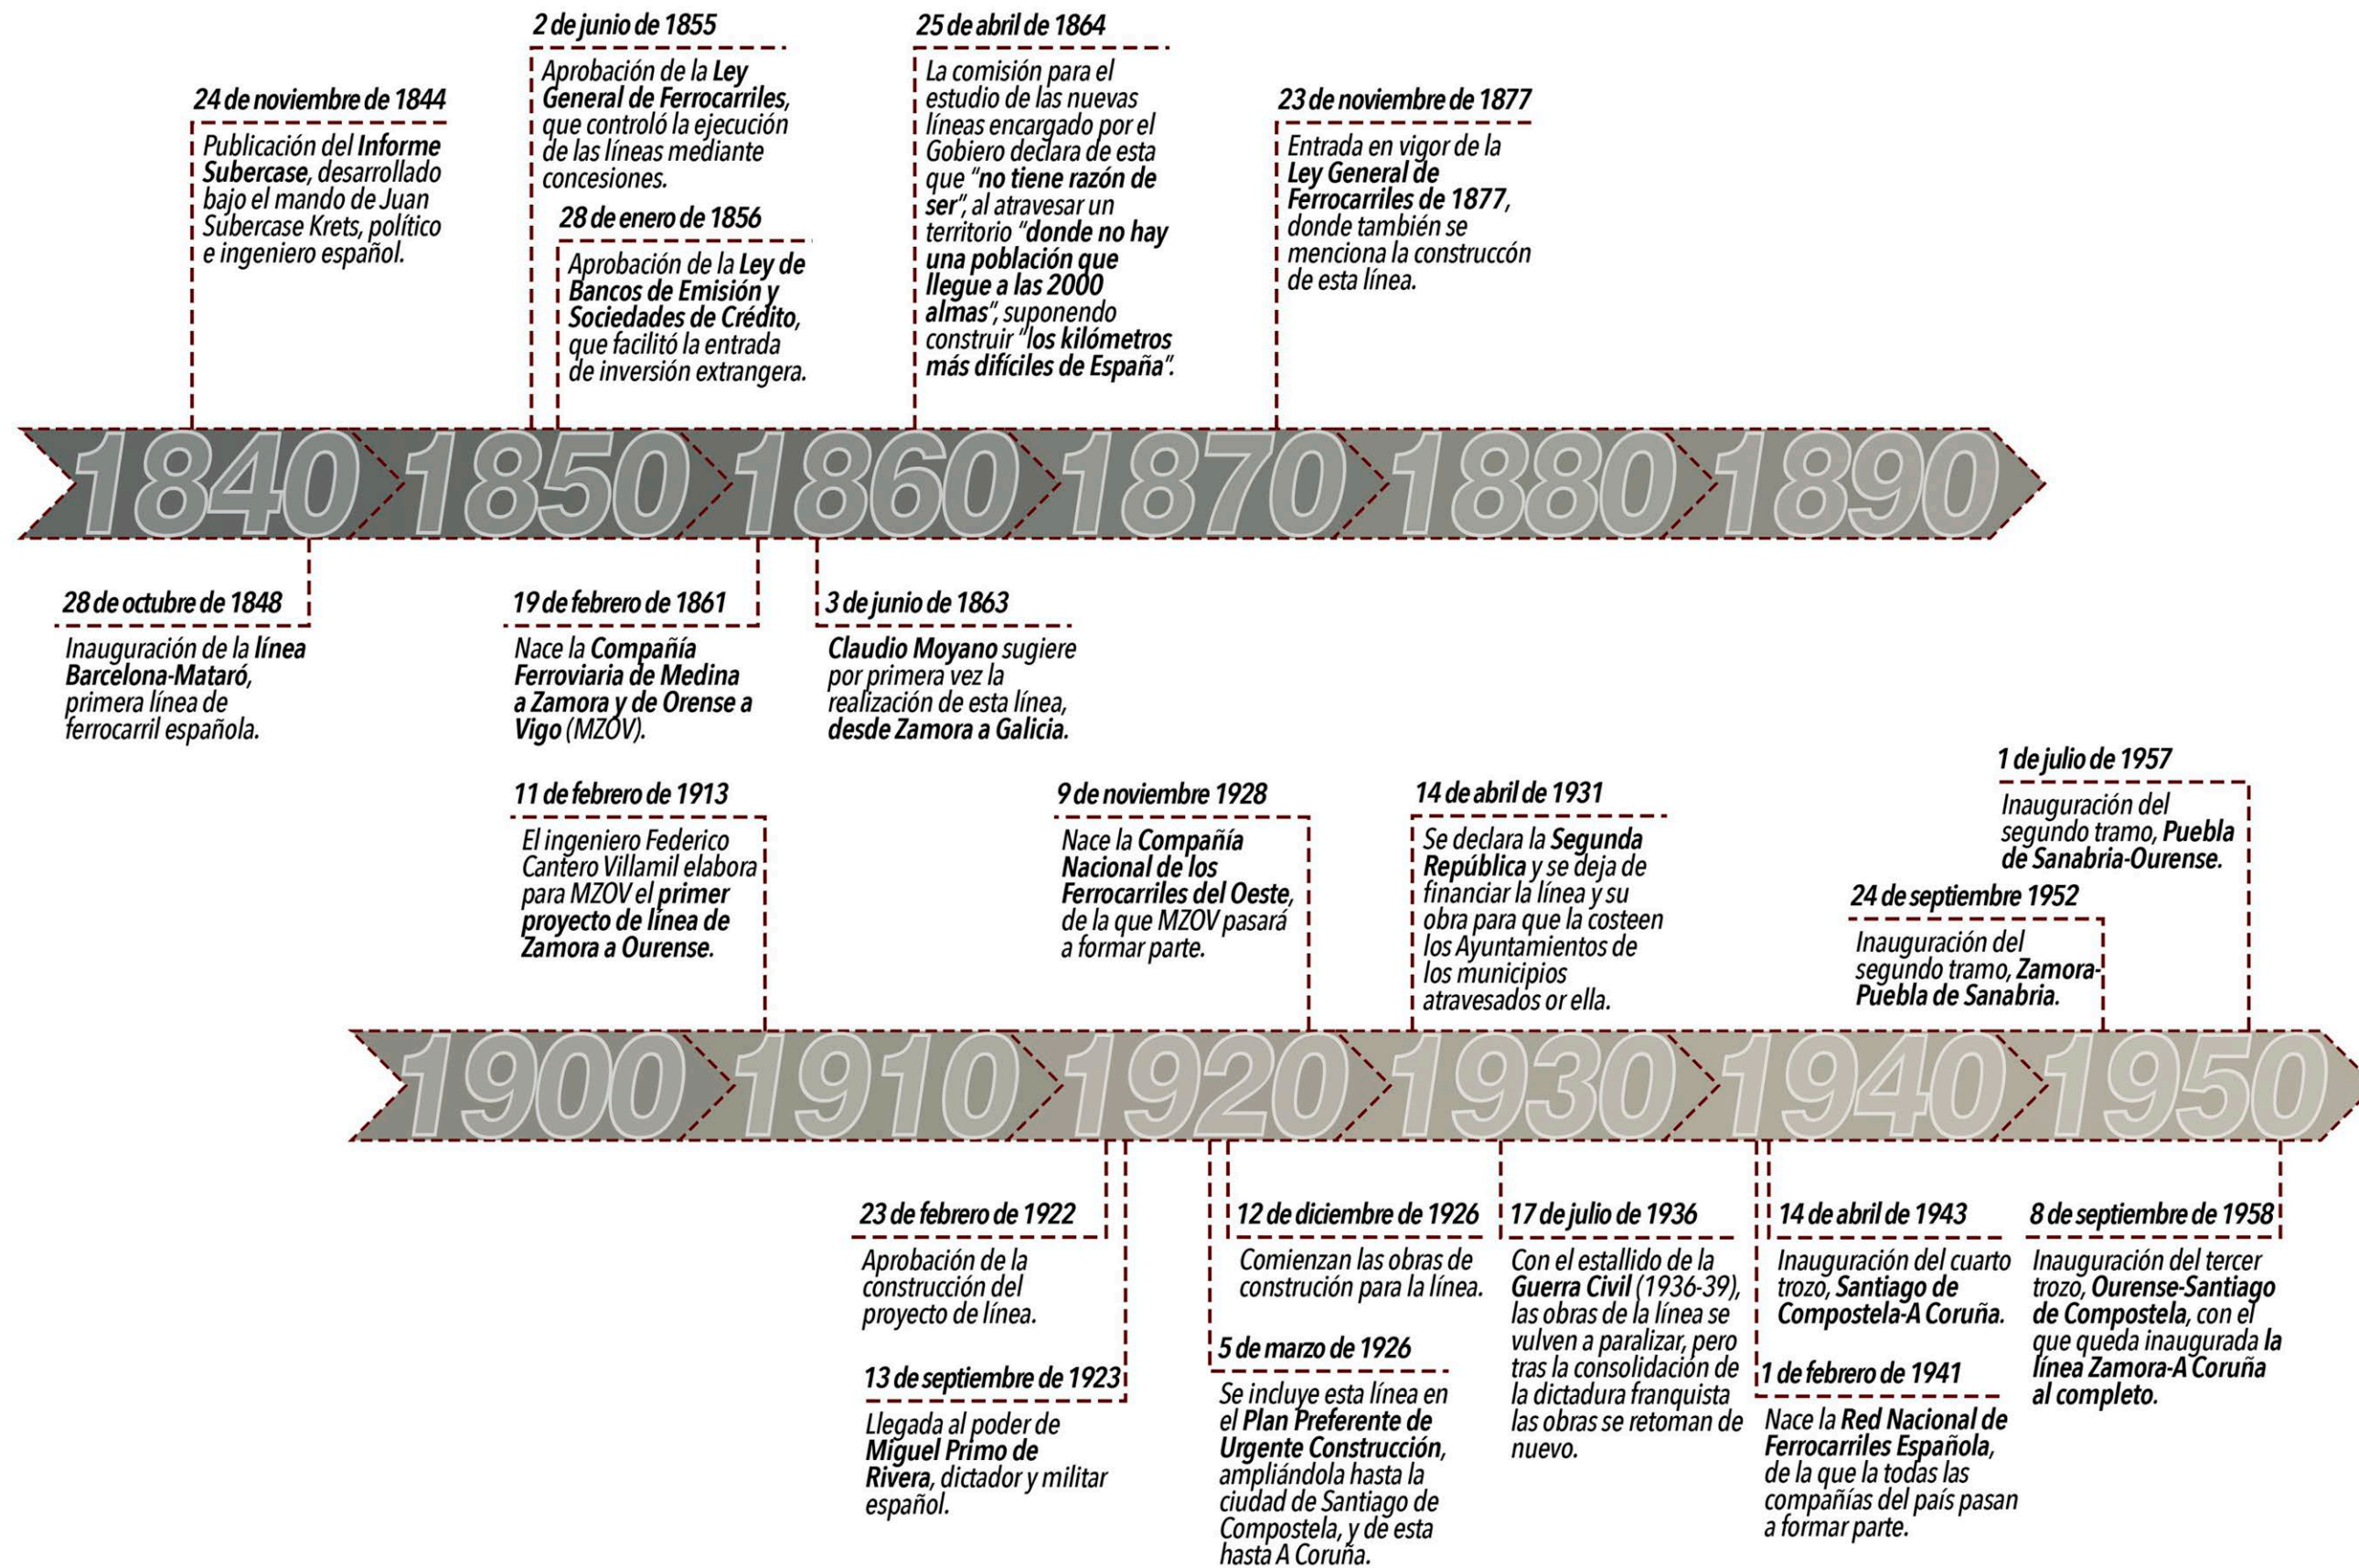 24 de noviembre de 1844
Publicación del Informe
Subercase, desarrollado
bajo el mando de Juan
Subercase Krets, político
e ingeniero español.
2 de junio de 1855
Aprobación de la Ley
General de Ferrocarriles,
que controló la ejecución
de las líneas mediante
concesiones.
28 de enero de 1856
Aprobación de la Ley de
Bancos de Emisión y
Sociedades de Crédito,
que facilitó la entrada
de inversión extrangera.
25 de abril de 1864
La comisión para el
estudio de las nuevas
líneas encargado por el
Gobiero declara de esta
que "no tiene razón de
ser", al atravesar un
territorio "donde no hay
una población que
llegue a las 2000
almas", suponendo
construir "los kilómetros
más difíciles de España".
23 de noviembre de 1877
Entrada en vigor de la
Ley General de
Ferrocarriles de 1877,
donde también se
menciona la construccón
de esta línea.
1840 1850 1860 1870 1880 1890
28 de octubre de 1848
Inauguración de la línea
Barcelona-Mataró,
primera línea de
ferrocarril española.
19 de febrero de 1861
Nace la Compañía
Ferroviaria de Medina
a Zamora y de Orense a
Vigo (MZOV).
3 de junio de 1863
Claudio Moyano sugiere
por primera vez la
realización de esta línea,
desde Zamora a Galicia.
11 de febrero de 1913
El ingeniero Federico
Cantero Villamil elabora
para MZOV el primer
proyecto de línea de
Zamora a Ourense.
9 de noviembre 1928
Nace la Compañía
Nacional de los
Ferrocarriles del Oeste,
de la que MZOV pasará
a formar parte.
14 de abril de 1931
Se declara la Segunda
República y se deja de
financiar la línea y su
obra para que la costeen
los Ayuntamientos de
los municipios
atravesados or ella.
24 de septiembre 1952
Inauguración del
segundo tramo, Zamora-
Puebla de Sanabria.
1 de julio de 1957
Inauguración del
segundo tramo, Puebla
de Sanabria-Ourense.
1900 1910 1920 1930 1940 1950
23 de febrero de 1922
Aprobación de la
construcción del
proyecto de línea.
13 de septiembre de 1923
Llegada al poder de
Miguel Primo de
Rivera, dictador y militar
español.
12 de diciembre de 1926
Comienzan las obras de
construción para la línea.
5 de marzo de 1926
Se incluye esta línea en
el Plan Preferente de
Urgente Construcción,
ampliándola hasta la
ciudad de Santiago de
Compostela, y de esta
hasta A Coruña.
17 de julio de 1936
Con el estallido de la
Guerra Civil (1936-39),
las obras de la línea se
vulven a paralizar, pero
tras la consolidación de
la dictadura franquista
las obras se retoman de
nuevo.
14 de abril de 1943
Inauguración del cuarto
trozo, Santiago de
Compostela-A Coruña.
1 de febrero de 1941
Nace la Red Nacional de
Ferrocarriles Española,
de la que la todas las
compañías del país pasan
a formar parte.
8 de septiembre de 1958
Inauguración del tercer
trozo, Ourense-Santiago
de Compostela, con el
que queda inaugurada la
línea Zamora-A Coruña
al completo.